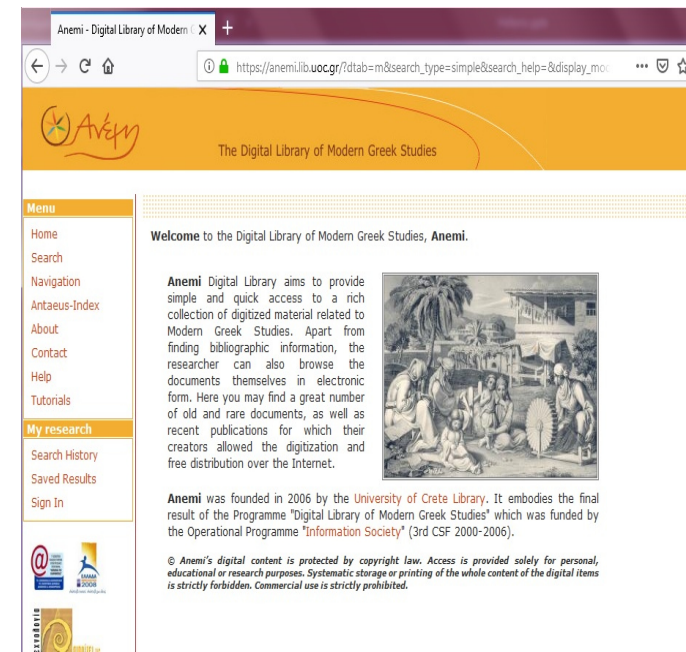 Anemi - Digital Library of Modern
https://anemi.lib.uoc.gr/?dtab=m&search_type=simple&search_help=&display_mo
Ανέμη
The Digital Library of Modern Greek Studies
Menu
Home
Search
Navigation
Antaeus-Index
About
Contact
Help
Tutorials
My research
Search History
Saved Results
Sign In
Welcome to the Digital Library of Modern Greek Studies, Anemi.
Anemi Digital Library aims to provide
simple and quick access to a rich
collection of digitized material related to
Modern Greek Studies. Apart from
finding bibliographic information, the
researcher can also browse the
documents themselves in electronic
form. Here you may find a great number
of old and rare documents, as well as
recent publications for which their
creators allowed the digitization and
free distribution over the Internet.
Anemi was founded in 2006 by the University of Crete Library. It embodies the final
result of the Programme "Digital Library of Modern Greek Studies" which was funded by
the Operational Programme "Information Society" (3rd CSF 2000-2006).
© Anemi's digital content is protected by copyright law. Access is provided solely for personal,
educational or research purposes. Systematic storage or printing of the whole content of the digital items
is strictly forbidden. Commercial use is strictly prohibited.